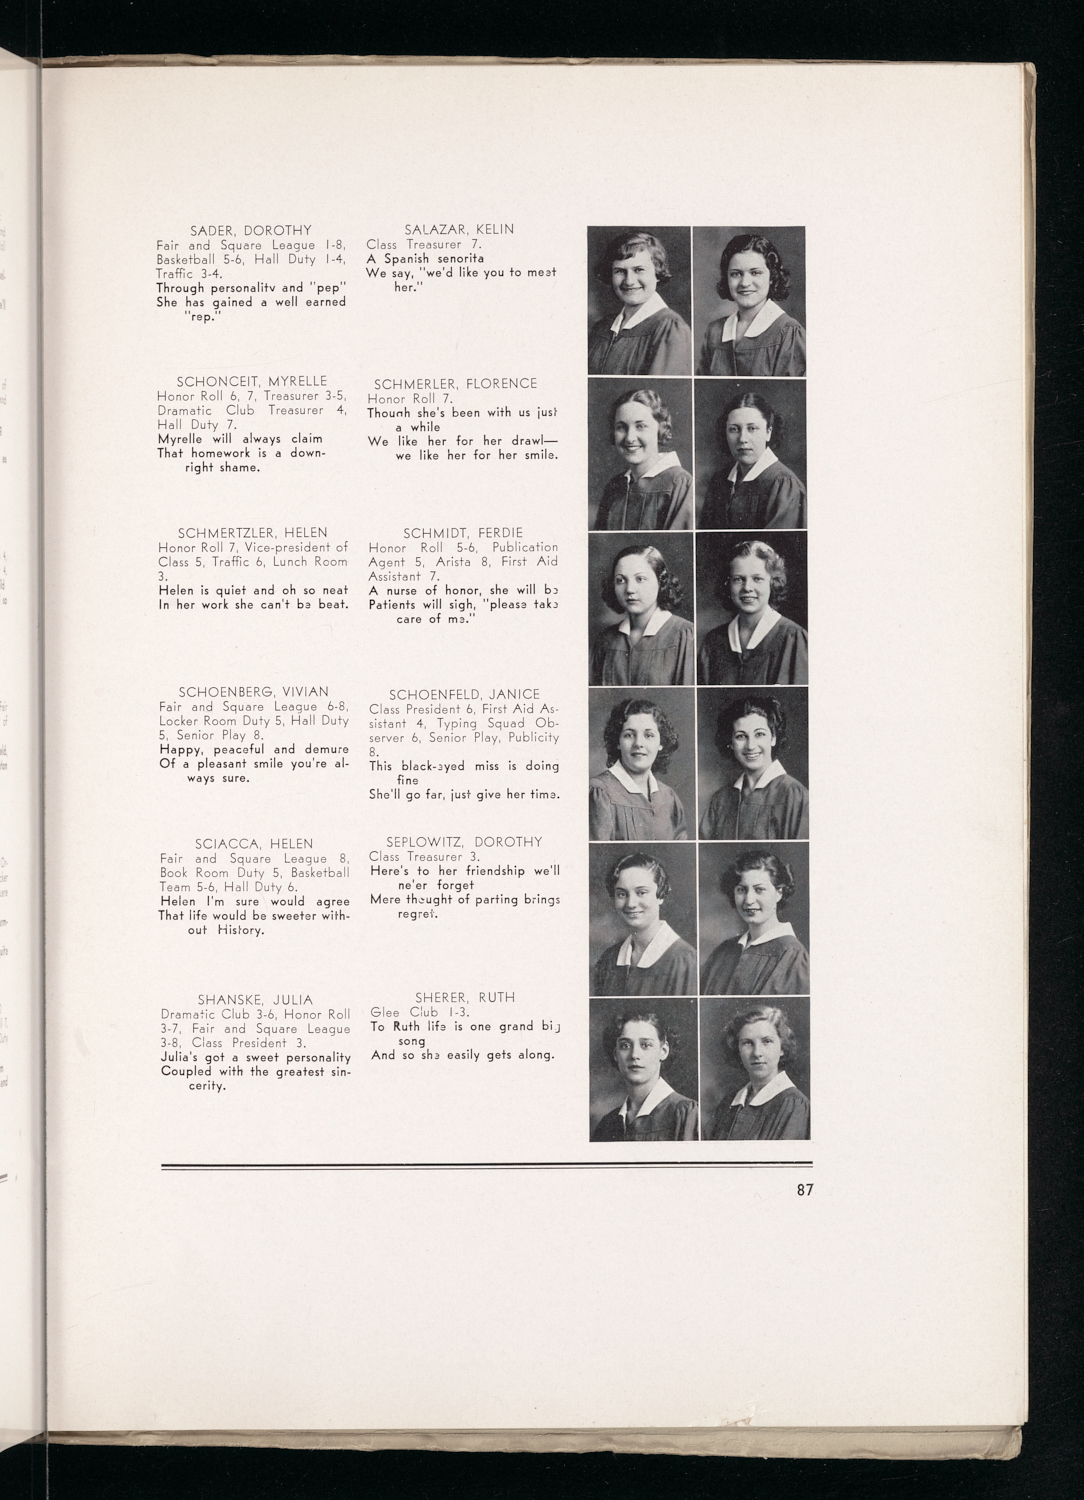 SADER, DOROTHY
Fair and Square League 1-8,
Basketball 5-6, Hall Duty 1-4,
Traffic 3-4.
Through personality and "pep"
She has gained a well earned
"rep."
SALAZAR, KELIN
Class Treasurer 7.
A Spanish senorita
We say, "we'd like you to meet
her."
SCHONCEIT, MYRELLE
Honor Roll 6, 7, Treasurer 3-5,
Dramatic Club Treasurer 4,
Hall Duty 7.
Myrelle will always claim
That homework is a down-
right shame.
SCHMERLER, FLORENCE
Honor Roll 7.
Though she's been with us just
a while
We like her for her drawl—
we like her for her smile.
SCHMERTZLER, HELEN
Honor Roll 7, Vice-president of
Class 5, Traffic 6, Lunch Room
3.
Helen is quiet and oh so neat
In her work she can't be beat.
SCHMIDT, FERDIE
Honor Roll 5-6, Publication
Agent 5, Arista 8, First Aid
Assistant 7.
A nurse of honor, she will be
Patients will sigh, "please take
care of me."
SCHOENBERG, VIVIAN
Fair and Square League 6-8,
Locker Room Duty 5, Hall Duty
5, Senior Play 8.
Happy, peaceful and demure
Of a pleasant smile you're al-
ways sure.
SCHOENFELD, JANICE
Class President 6, First Aid As-
sistant 4, Typing Squad Ob-
server 6, Senior Play, Publicity
8.
This black-eyed miss is doing
fine
She'll go far, just give her time.
SCIACCA, HELEN
Fair and Square League 8,
Book Room Duty 5, Basketball
Team 5-6, Hall Duty 6.
Helen I'm sure would agree
That life would be sweeter with-
out History.
SEPLOWITZ, DOROTHY
Class Treasurer 3.
Here's to her friendship we'll
ne'er forget
Mere thought of parting brings
regret.
SHANSKE, JULIA
Dramatic Club 3-6, Honor Roll
3-7, Fair and Square League
3-8, Class President 3.
Julia's got a sweet personality
Coupled with the greatest sin-
cerity.
SHERER, RUTH
Glee Club 1-3.
To Ruth life is one grand big
song
And so she easily gets along.
87